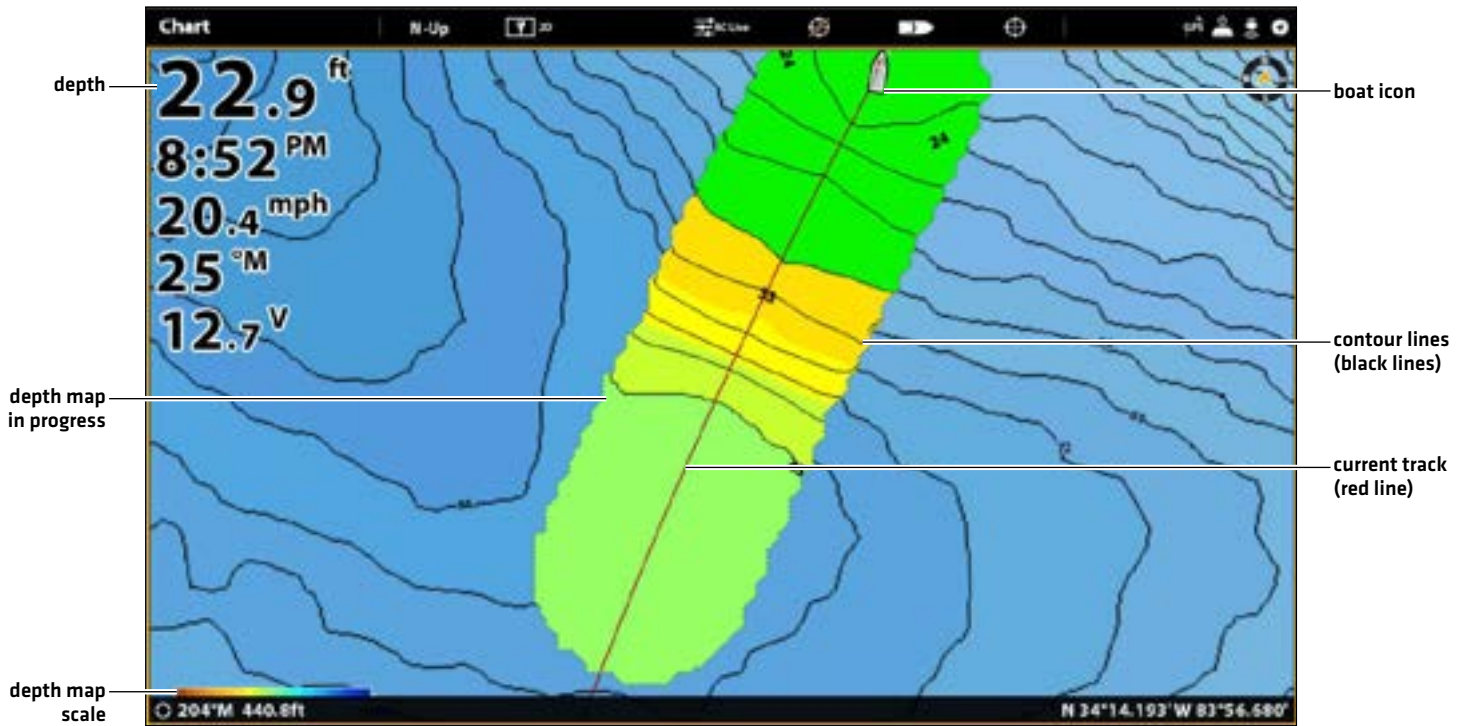 Chart
N-Up
2D
GPS
depth
22.9 ft
8:52 PM
20.4 mph
25 °M
12.7 V
boat icon
24
33
contour lines
(black lines)
depth map
in progress
current track
(red line)
depth map
scale
204°M 440.8ft
N 34°14.193' W 83°56.680'